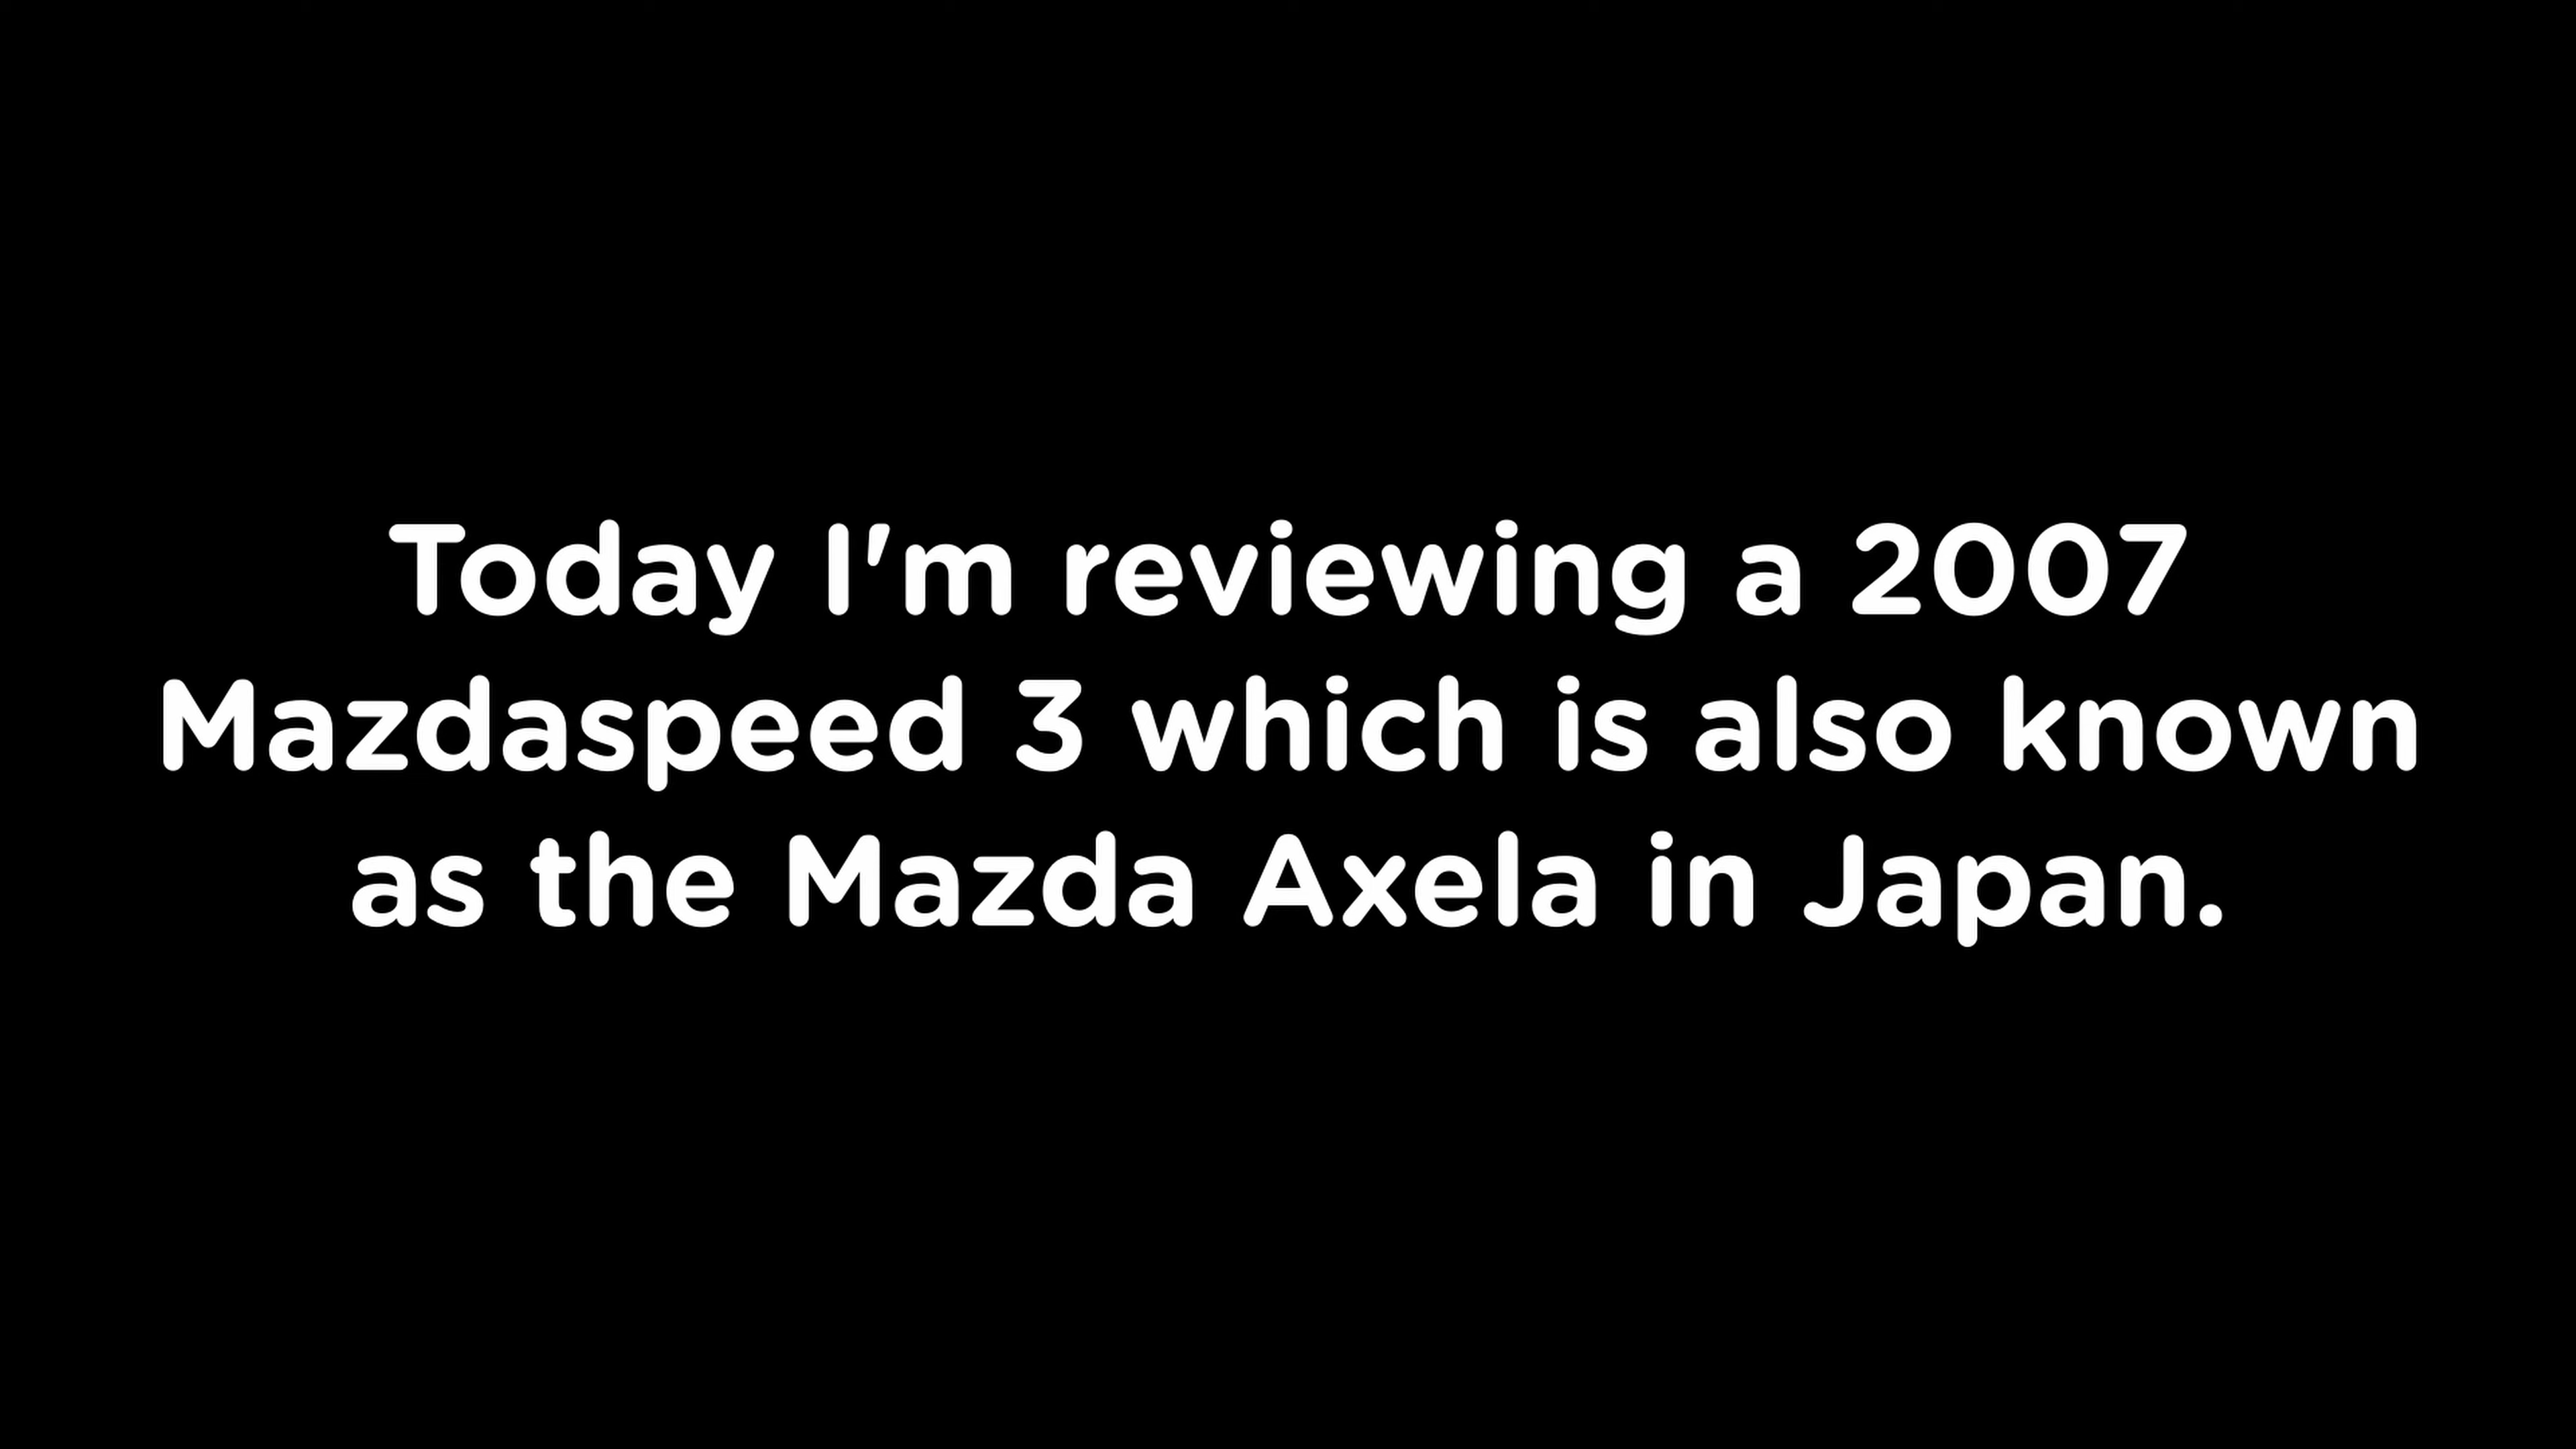 Today I'm reviewing a 2007
Mazdaspeed 3 which is also known
as the Mazda Axela in Japan.